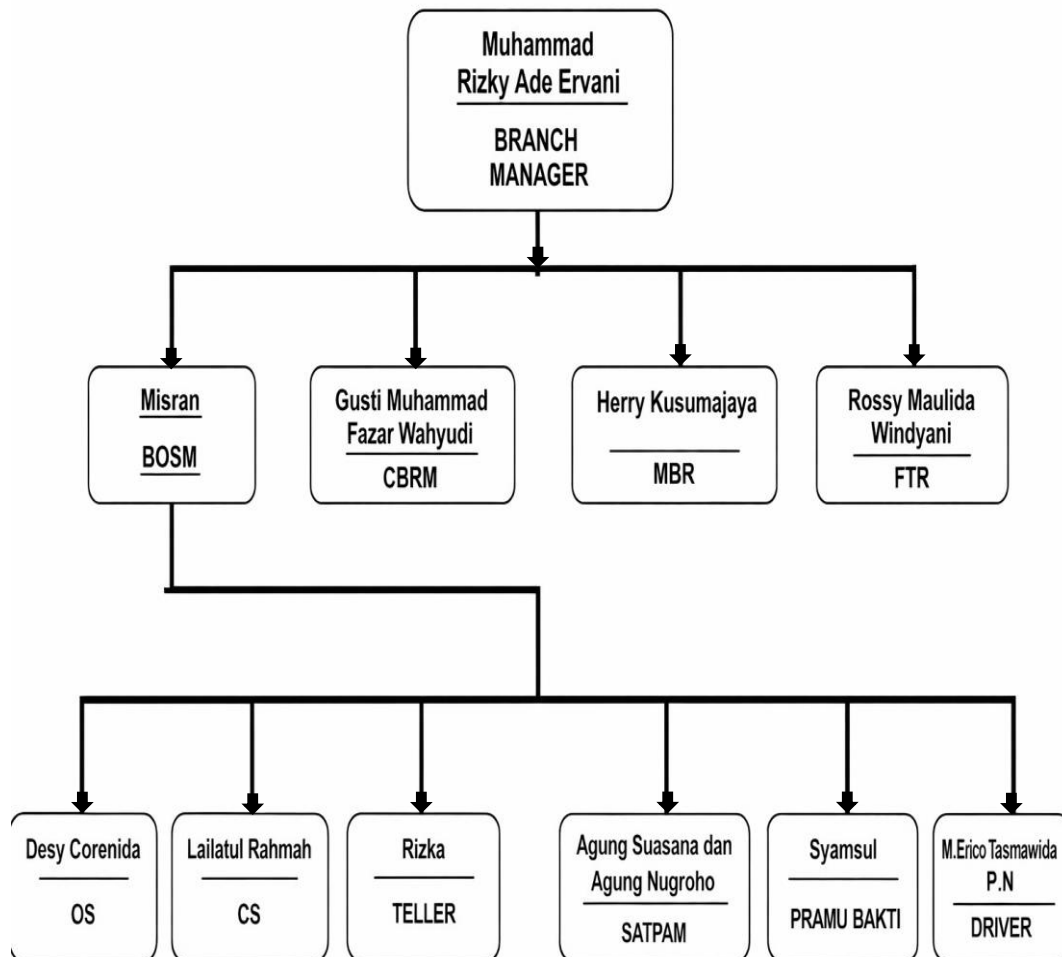 Muhammad
Rizky Ade Ervani
BRANCH
MANAGER
Misran
BOSM
Gusti Muhammad
Fazar Wahyudi
CBRM
Herry Kusumajaya
MBR
Rossy Maulida
Windyani
FTR
Desy Corenida
OS
Lailatul Rahmah
CS
Rizka
TELLER
Agung Suasana dan
Agung Nugroho
SATPAM
Syamsul
PRAMU BAKTI
M.Erico Tasmawida
P.N
DRIVER